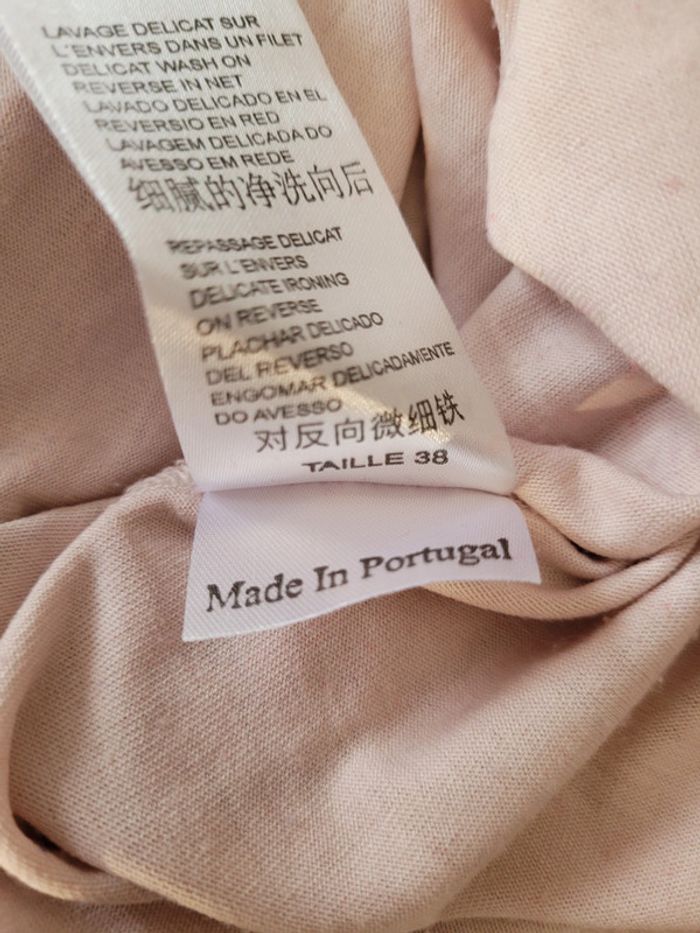 LAVAGE DELICAT SUR
L'ENVERS DANS UN FILET
DELICAT WASH ON
REVERSE IN NET
LAVADO DELICADO EN EL
REVERSIO EN RED
LAVAGEM DELICADA DO
AVESSO EM REDE
细腻的净洗向后
REPASSAGE DELICAT
SUR L'ENVERS
DELICATE IRONING
ON REVERSE
PLACHAR DELICADO
DEL REVERSO
ENGOMAR DELICADAMENTE
DO AVESSO
对反向微细铁
TAILLE 38
Made In Portugal